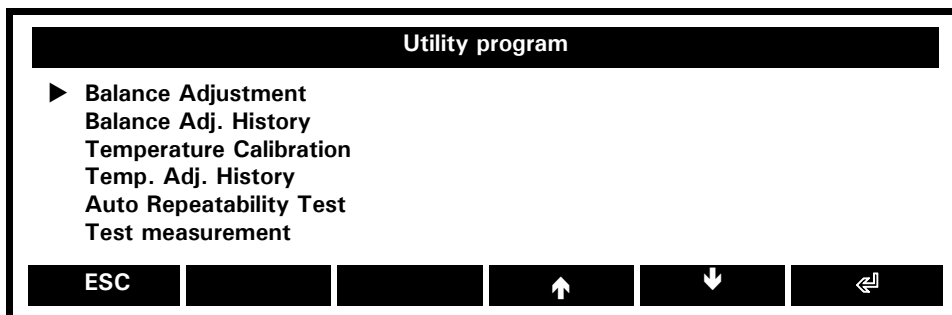 Utility program
▶ Balance Adjustment
Balance Adj. History
Temperature Calibration
Temp. Adj. History
Auto Repeatability Test
Test measurement
ESC ↑ ↓ ↵